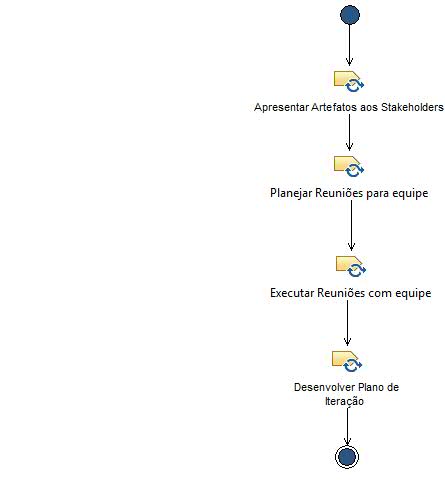 Apresentar Artefatos aos Stakeholders
Planejar Reuniões para equipe
Executar Reuniões com equipe
Desenvolver Plano de
Iteração